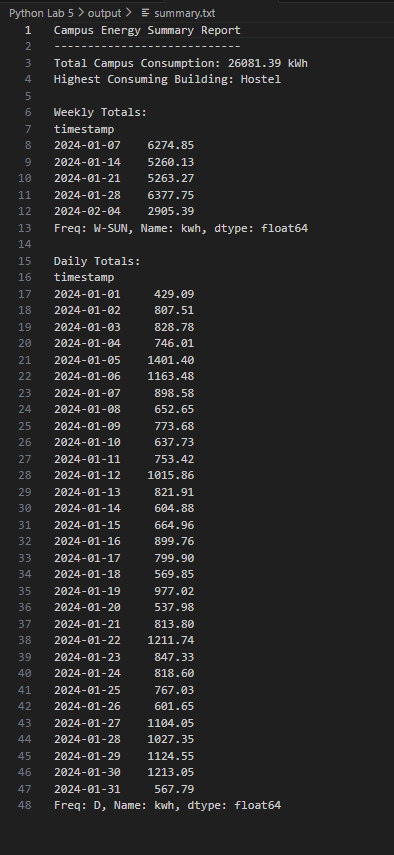 Python Lab 5 > output > summary.txt
1 Campus Energy Summary Report
2 ----------------------------
3 Total Campus Consumption: 26081.39 kWh
4 Highest Consuming Building: Hostel
5
6 Weekly Totals:
7 timestamp
8 2024-01-07    6274.85
9 2024-01-14    5260.13
10 2024-01-21    5263.27
11 2024-01-28    6377.75
12 2024-02-04    2905.39
13 Freq: W-SUN, Name: kwh, dtype: float64
14
15 Daily Totals:
16 timestamp
17 2024-01-01     429.09
18 2024-01-02     807.51
19 2024-01-03     828.78
20 2024-01-04     746.01
21 2024-01-05    1401.40
22 2024-01-06    1163.48
23 2024-01-07     898.58
24 2024-01-08     652.65
25 2024-01-09     773.68
26 2024-01-10     637.73
27 2024-01-11     753.42
28 2024-01-12    1015.86
29 2024-01-13     821.91
30 2024-01-14     604.88
31 2024-01-15     664.96
32 2024-01-16     899.76
33 2024-01-17     799.90
34 2024-01-18     569.85
35 2024-01-19     977.02
36 2024-01-20     537.98
37 2024-01-21     813.80
38 2024-01-22    1211.74
39 2024-01-23     847.33
40 2024-01-24     818.60
41 2024-01-25     767.03
42 2024-01-26     601.65
43 2024-01-27    1104.05
44 2024-01-28    1027.35
45 2024-01-29    1124.55
46 2024-01-30    1213.05
47 2024-01-31     567.79
48 Freq: D, Name: kwh, dtype: float64